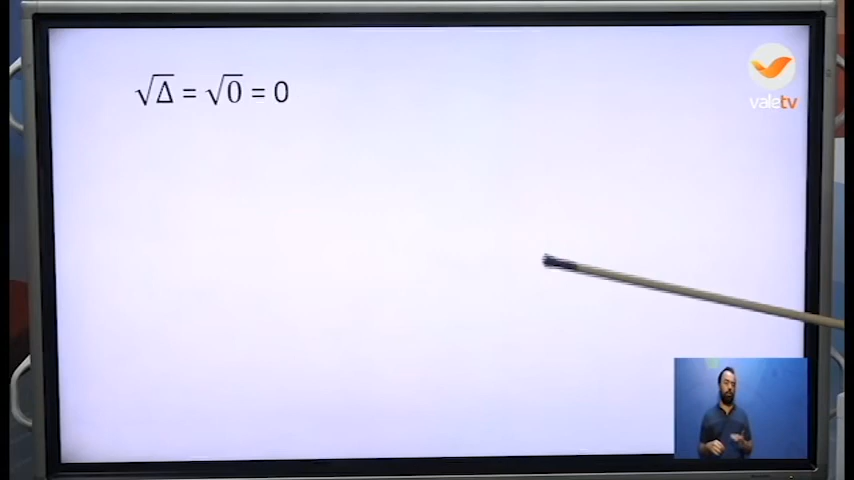 √Δ = √0 = 0
valetv